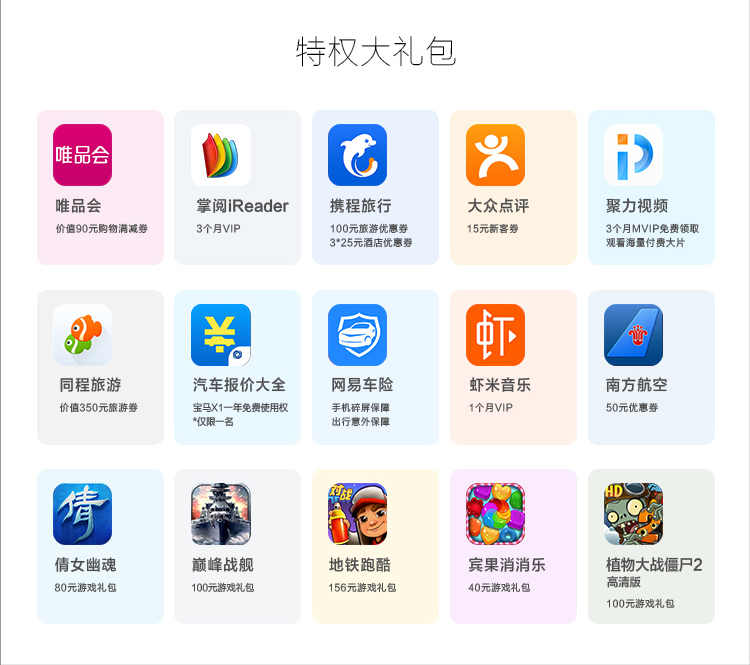 特权大礼包
唯品会
唯品会
价值90元购物满减券
掌阅iReader
3个月VIP
携程旅行
100元旅游优惠券
3*25元酒店优惠券
大众点评
15元新客券
聚力视频
3个月MVIP免费领取
观看海量付费大片
同程旅游
价值350元旅游券
汽车报价大全
宝马X1一年免费使用权
*仅限一名
网易车险
手机碎屏保障
出行意外保障
虾
虾米音乐
1个月VIP
南方航空
50元优惠券
倩
倩女幽魂
80元游戏礼包
巅峰战舰
100元游戏礼包
对战
地铁跑酷
156元游戏礼包
宾果消消乐
40元游戏礼包
HD
植物大战僵尸2
高清版
100元游戏礼包